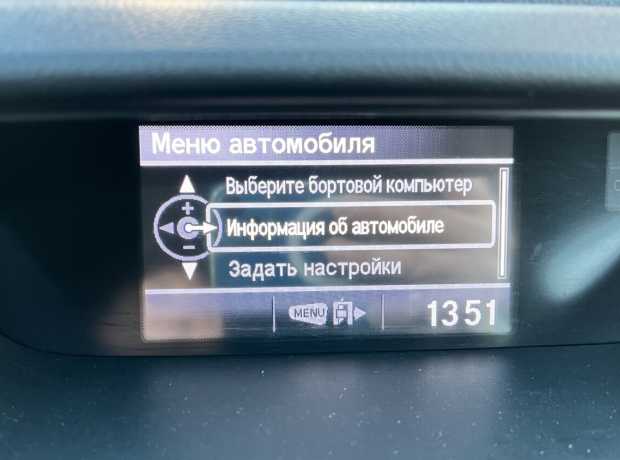 Меню автомобиля
Выберите бортовой компьютер
Информация об автомобиле
Задать настройки
MENU 13 51